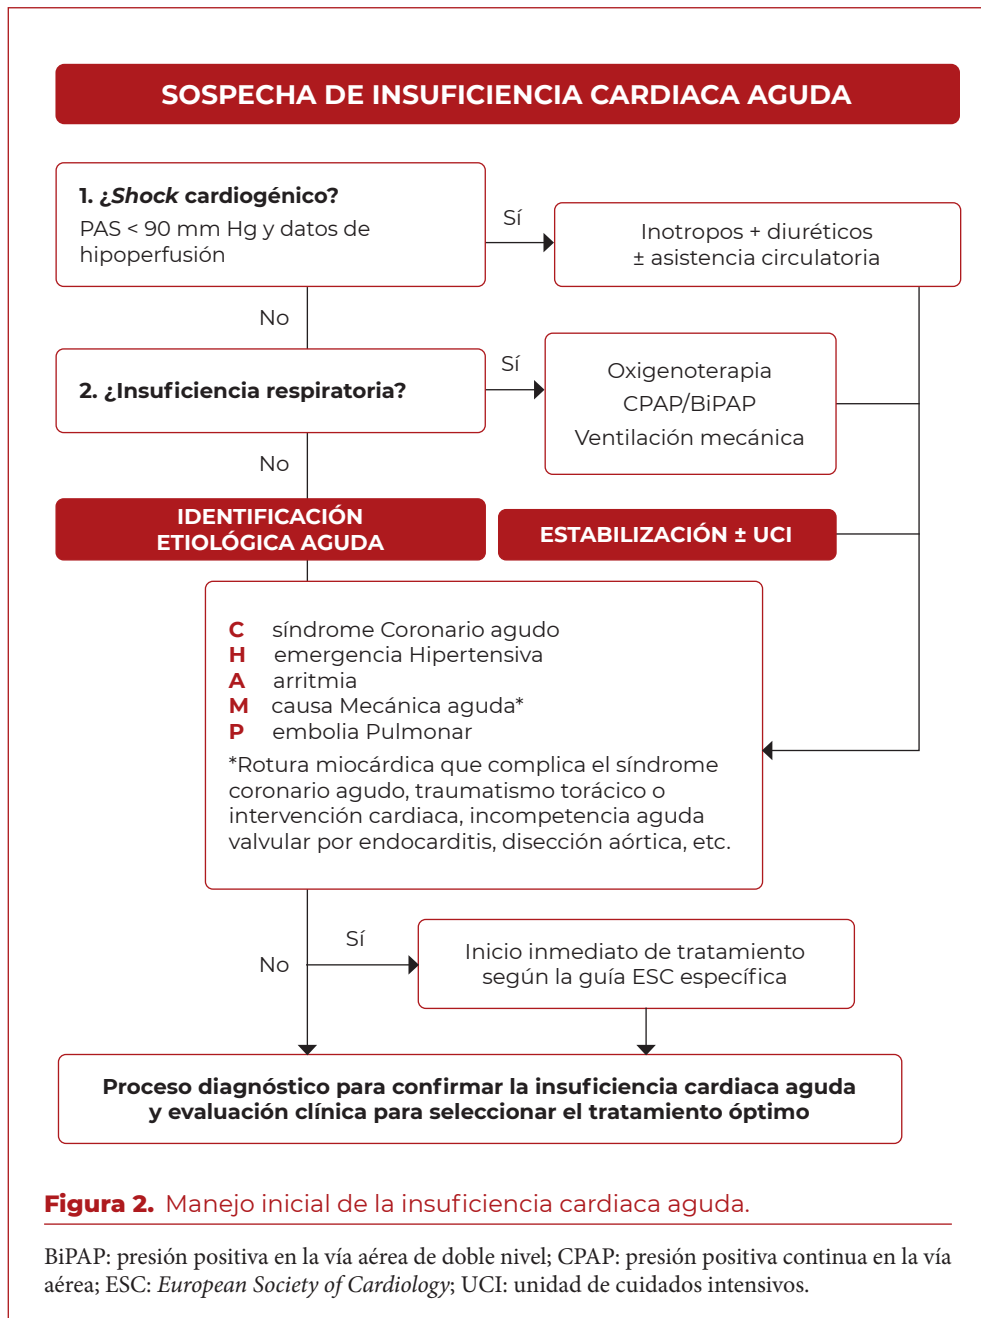 SOSPECHA DE INSUFICIENCIA CARDIACA AGUDA
1. ¿Shock cardiogénico?
PAS < 90 mm Hg y datos de
hipoperfusión
Sí
Inotropos + diuréticos
± asistencia circulatoria
No
2. ¿Insuficiencia respiratoria?
Sí
Oxigenoterapia
CPAP/BiPAP
Ventilación mecánica
No
IDENTIFICACIÓN
ETIOLÓGICA AGUDA
ESTABILIZACIÓN ± UCI
C síndrome Coronario agudo
H emergencia Hipertensiva
A arritmia
M causa Mecánica aguda*
P embolia Pulmonar
*Rotura miocárdica que complica el síndrome
coronario agudo, traumatismo torácico o
intervención cardiaca, incompetencia aguda
valvular por endocarditis, disección aórtica, etc.
Sí
No
Inicio inmediato de tratamiento
según la guía ESC específica
Proceso diagnóstico para confirmar la insuficiencia cardiaca aguda
y evaluación clínica para seleccionar el tratamiento óptimo
Figura 2. Manejo inicial de la insuficiencia cardiaca aguda.
BiPAP: presión positiva en la vía aérea de doble nivel; CPAP: presión positiva continua en la vía
aérea; ESC: European Society of Cardiology; UCI: unidad de cuidados intensivos.